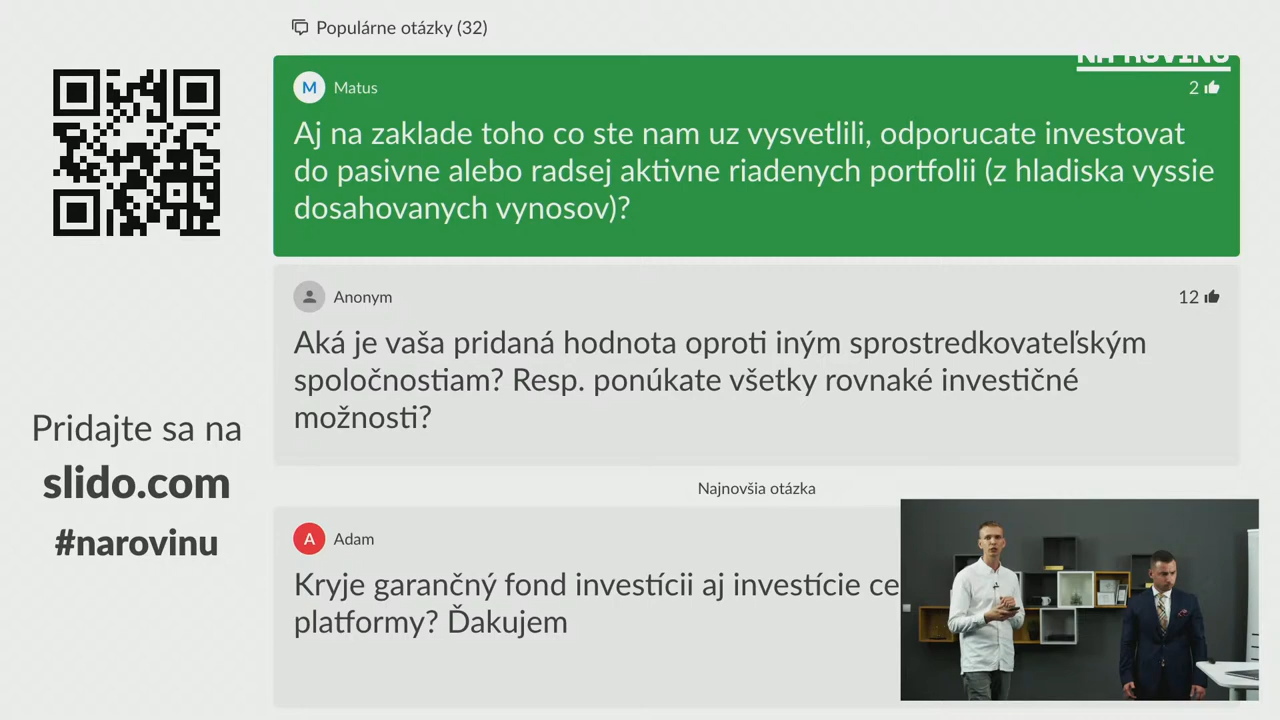 Populárne otázky (32)
NA ROVINU
M Matus 2
Aj na zaklade toho co ste nam uz vysvetlili, odporucate investovat
do pasivne alebo radsej aktivne riadenych portfolii (z hladiska vyssie
dosahovanych vynosov)?
Anonym 12
Aká je vaša pridaná hodnota oproti iným sprostredkovateľským
spoločnostiam? Resp. ponúkate všetky rovnaké investičné
možnosti?
Pridajte sa na
slido.com
#narovinu
Najnovšia otázka
A Adam
Kryje garančný fond investícii aj investície ce
platformy? Ďakujem